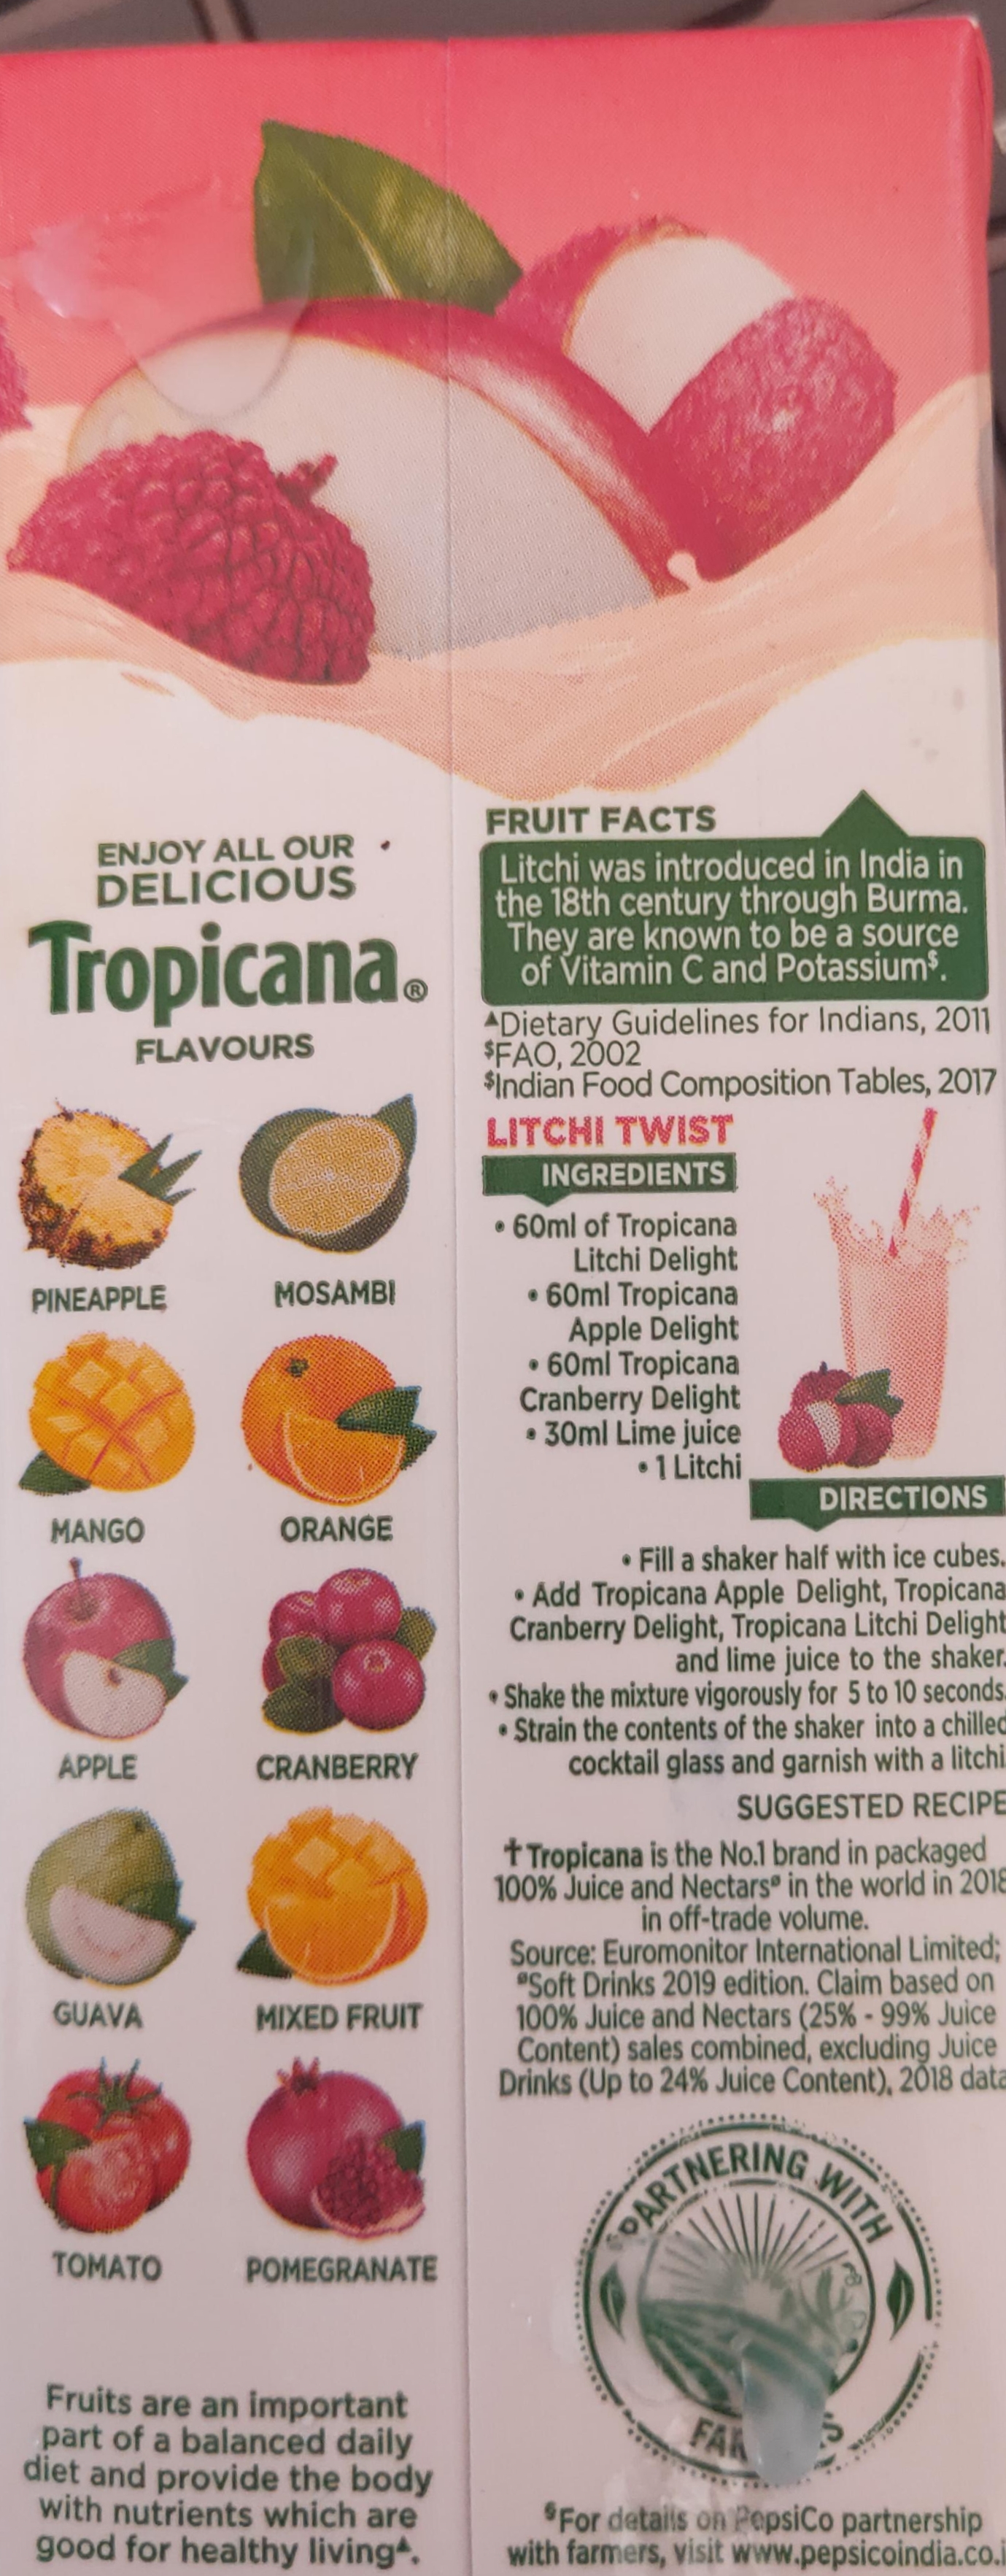 ENJOY ALL OUR
DELICIOUS
Tropicana®
FLAVOURS
PINEAPPLE
MOSAMBI
MANGO
ORANGE
APPLE
CRANBERRY
GUAVA
MIXED FRUIT
TOMATO
POMEGRANATE
Fruits are an important
part of a balanced daily
diet and provide the body
with nutrients which are
good for healthy living▲.
FRUIT FACTS
Litchi was introduced in India in
the 18th century through Burma.
They are known to be a source
of Vitamin C and Potassium$.
▲Dietary Guidelines for Indians, 2011
$FAO, 2002
$Indian Food Composition Tables, 2017
LITCHI TWIST
INGREDIENTS
• 60ml of Tropicana
Litchi Delight
• 60ml Tropicana
Apple Delight
• 60ml Tropicana
Cranberry Delight
• 30ml Lime juice
• 1 Litchi
DIRECTIONS
• Fill a shaker half with ice cubes.
• Add Tropicana Apple Delight, Tropicana
Cranberry Delight, Tropicana Litchi Delight
and lime juice to the shaker.
• Shake the mixture vigorously for 5 to 10 seconds.
• Strain the contents of the shaker into a chilled
cocktail glass and garnish with a litchi.
SUGGESTED RECIPE
†Tropicana is the No.1 brand in packaged
100% Juice and Nectarsø in the world in 2018
in off-trade volume.
Source: Euromonitor International Limited;
øSoft Drinks 2019 edition. Claim based on
100% Juice and Nectars (25% - 99% Juice
Content) sales combined, excluding Juice
Drinks (Up to 24% Juice Content), 2018 data
PARTNERING WITH
§For details on PepsiCo partnership
with farmers, visit www.pepsicoindia.co.